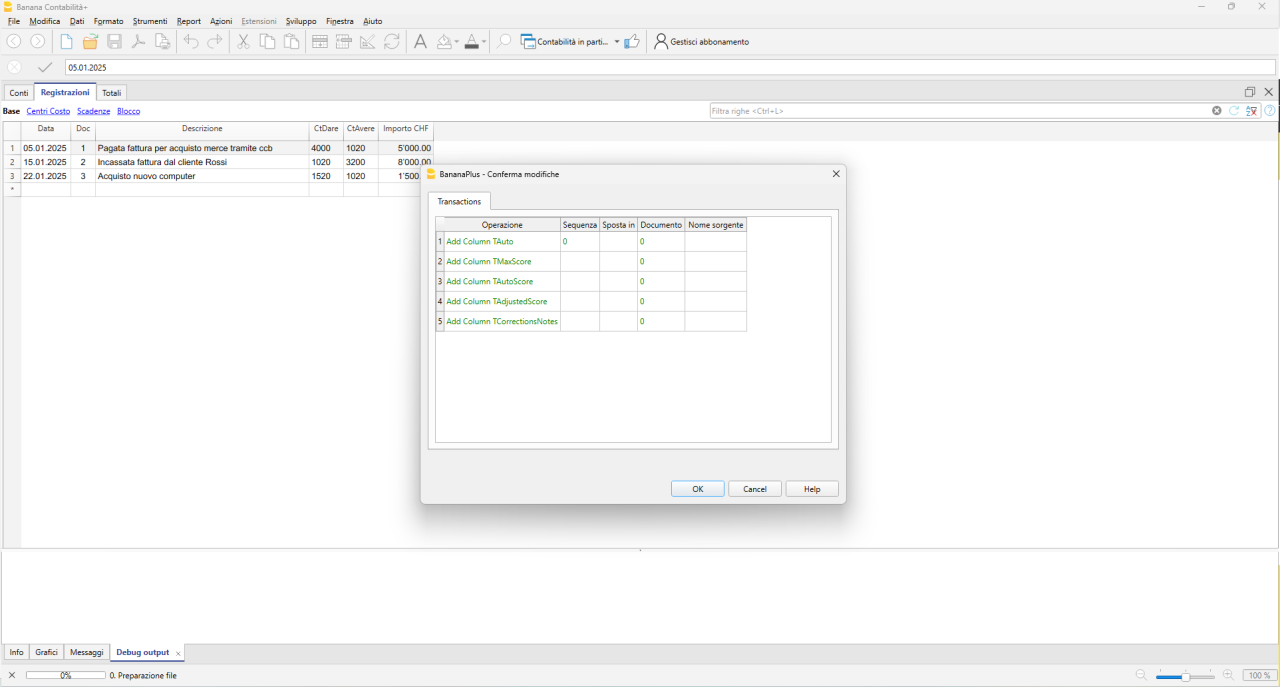 Banana Contabilità+
File Modifica Dati Formato Strumenti Report Azioni Estensioni Sviluppo Finestra Aiuto
Contabilità in parti... Gestisci abbonamento
05.01.2025
Conti Registrazioni Totali
Base Centri Costo Scadenze Blocco Filtra righe <Ctrl+L>
Data Doc Descrizione CtDare CtAvere Importo CHF
1 05.01.2025 1 Pagata fattura per acquisto merce tramite ccb 4000 1020 5'000.00
2 15.01.2025 2 Incassata fattura dal cliente Rossi 1020 3200 8'000.00
3 22.01.2025 3 Acquisto nuovo computer 1520 1020 1'500.
*
BananaPlus - Conferma modifiche
Transactions
Operazione Sequenza Sposta in Documento Nome sorgente
1 Add Column TAuto 0 0
2 Add Column TMaxScore 0
3 Add Column TAutoScore 0
4 Add Column TAdjustedScore 0
5 Add Column TCorrectionsNotes 0
OK Cancel Help
Info Grafici Messaggi Debug output
0% 0. Preparazione file 100 %